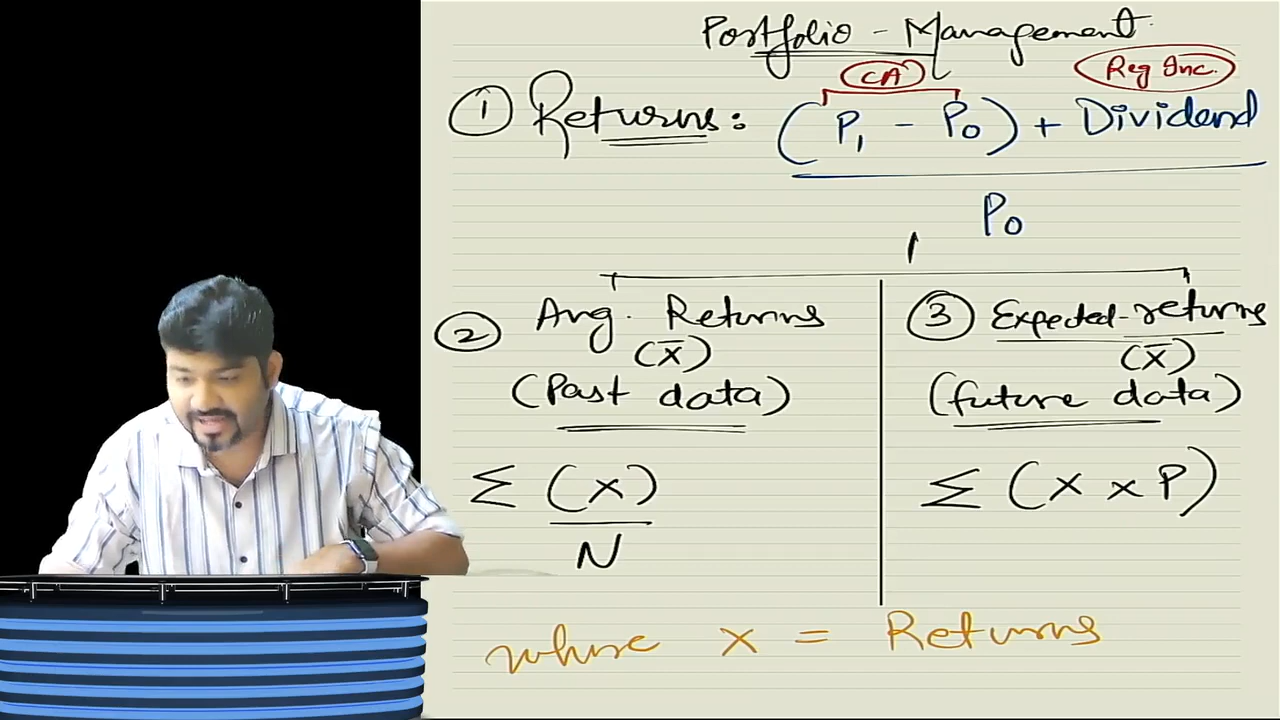 Portfolio - Management
CA Reg Inc.
① Returns: (P₁ - P₀) + Dividend
P₀
② Avg. Returns
(x̄)
(Past data)
Σ (x)
N
③ Expected-returns
(x̄)
(future data)
Σ (x × P)
where x = Returns